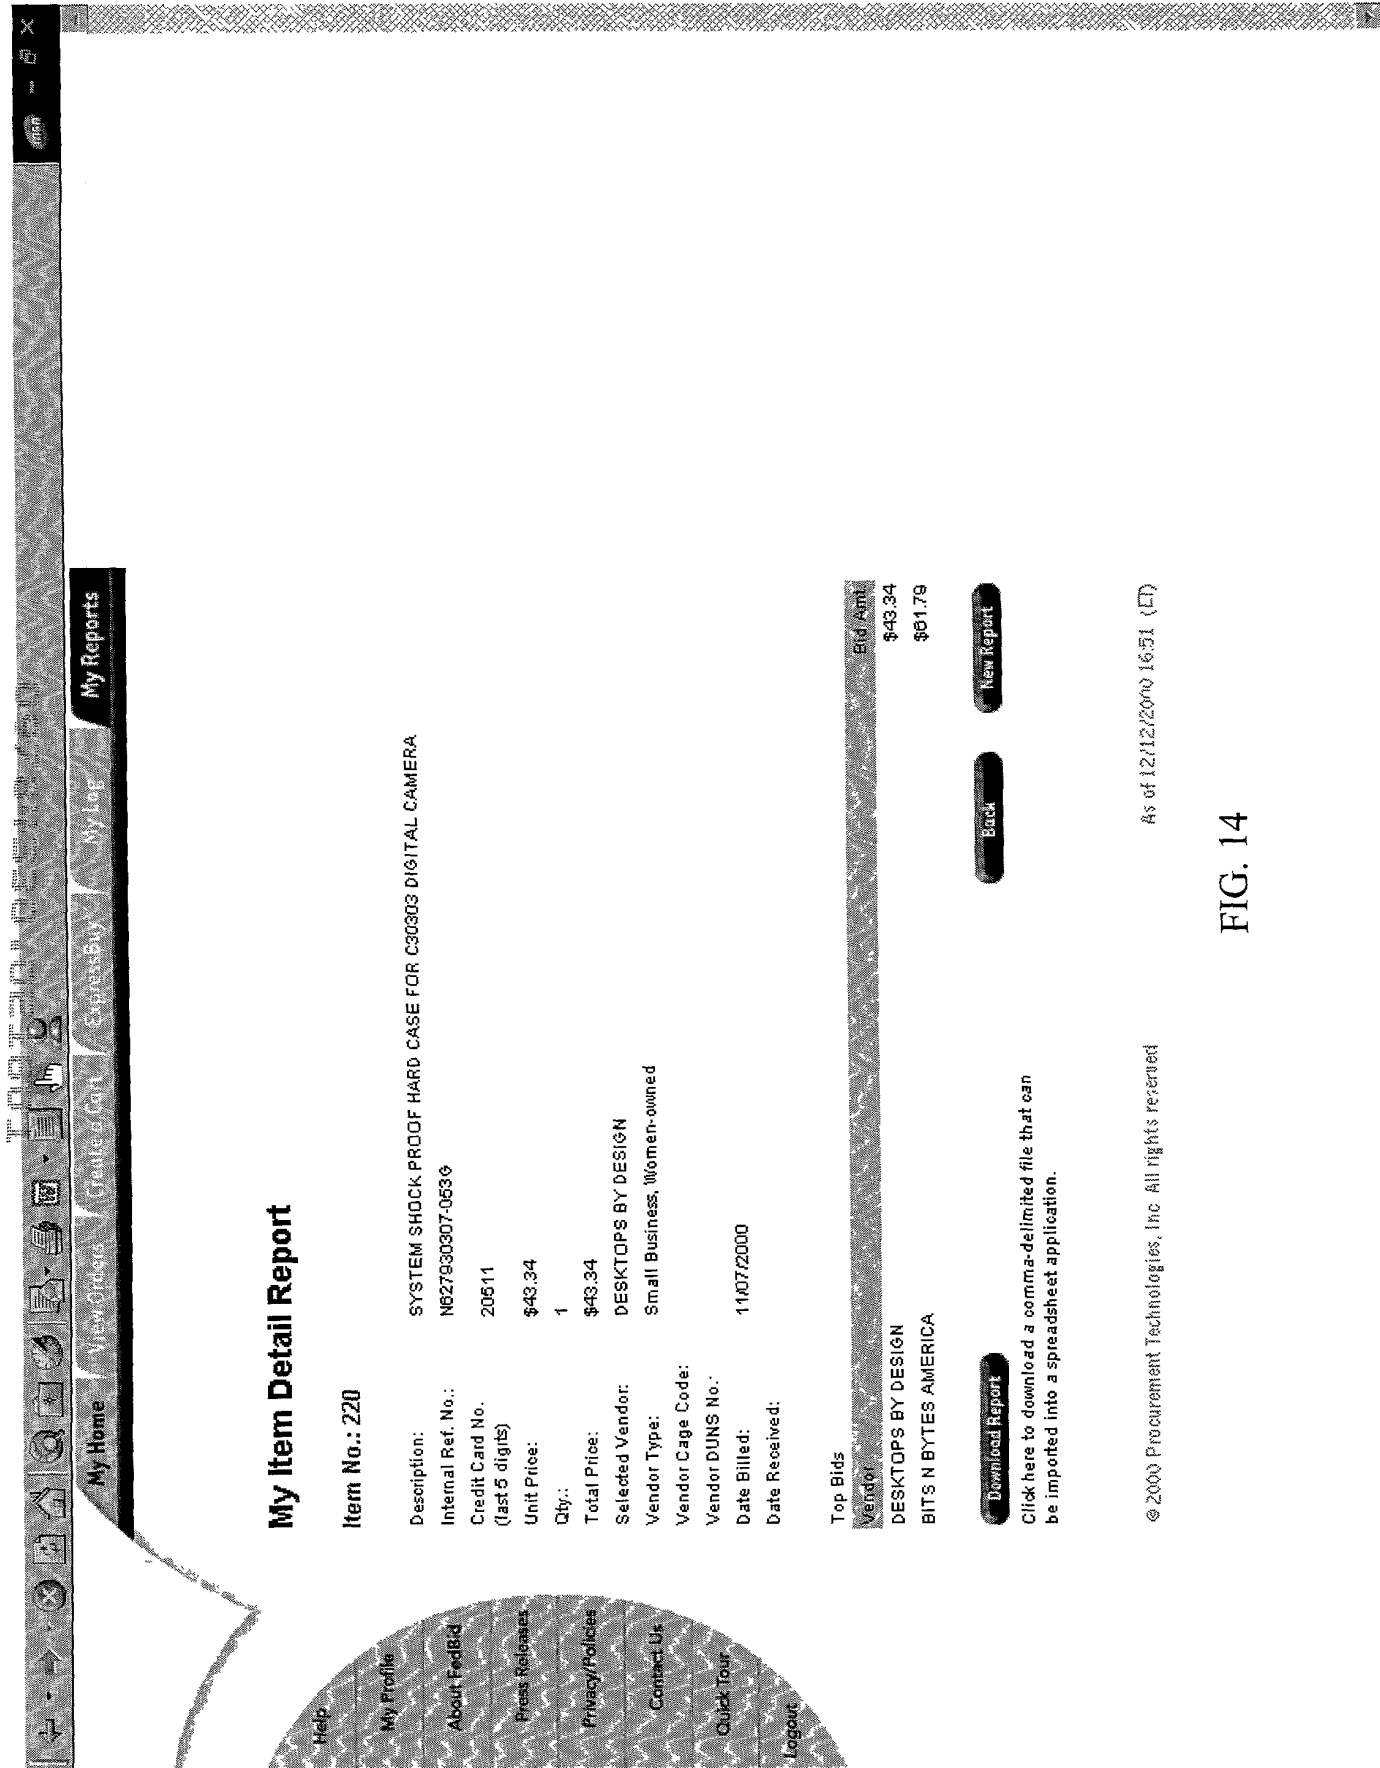 msn
My Home
View Orders
Create a Cart
ExpressBuy
My Log
My Reports
Help
My Profile
About FedBid
Press Releases
Privacy/Policies
Contact Us
Quick Tour
Logout
My Item Detail Report
Item No.: 220
Description: SYSTEM SHOCK PROOF HARD CASE FOR C30303 DIGITAL CAMERA
Internal Ref. No.: N627930307-053G
Credit Card No. 20511
(last 5 digits)
Unit Price: $43.34
Qty.: 1
Total Price: $43.34
Selected Vendor: DESKTOPS BY DESIGN
Vendor Type: Small Business, Women-owned
Vendor Cage Code:
Vendor DUNS No.:
Date Billed: 11/07/2000
Date Received:
Top Bids
Vendor Bid Amt.
DESKTOPS BY DESIGN $43.34
BITS N BYTES AMERICA $61.79
Download Report
Back
New Report
Click here to download a comma-delimited file that can
be imported into a spreadsheet application.
© 2000 Procurement Technologies, Inc All rights reserved
As of 12/12/2000 16:51
FIG. 14